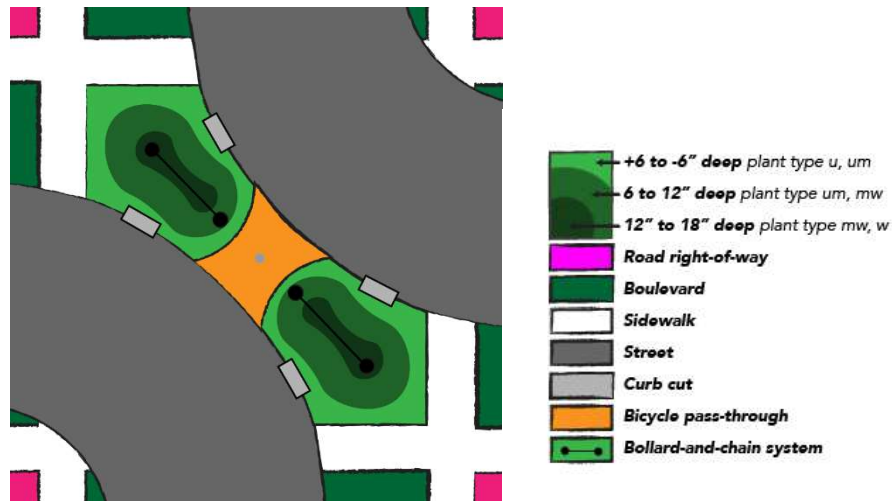 +6 to -6" deep plant type u, um
6 to 12" deep plant type um, mw
12" to 18" deep plant type mw, w
Road right-of-way
Boulevard
Sidewalk
Street
Curb cut
Bicycle pass-through
Bollard-and-chain system